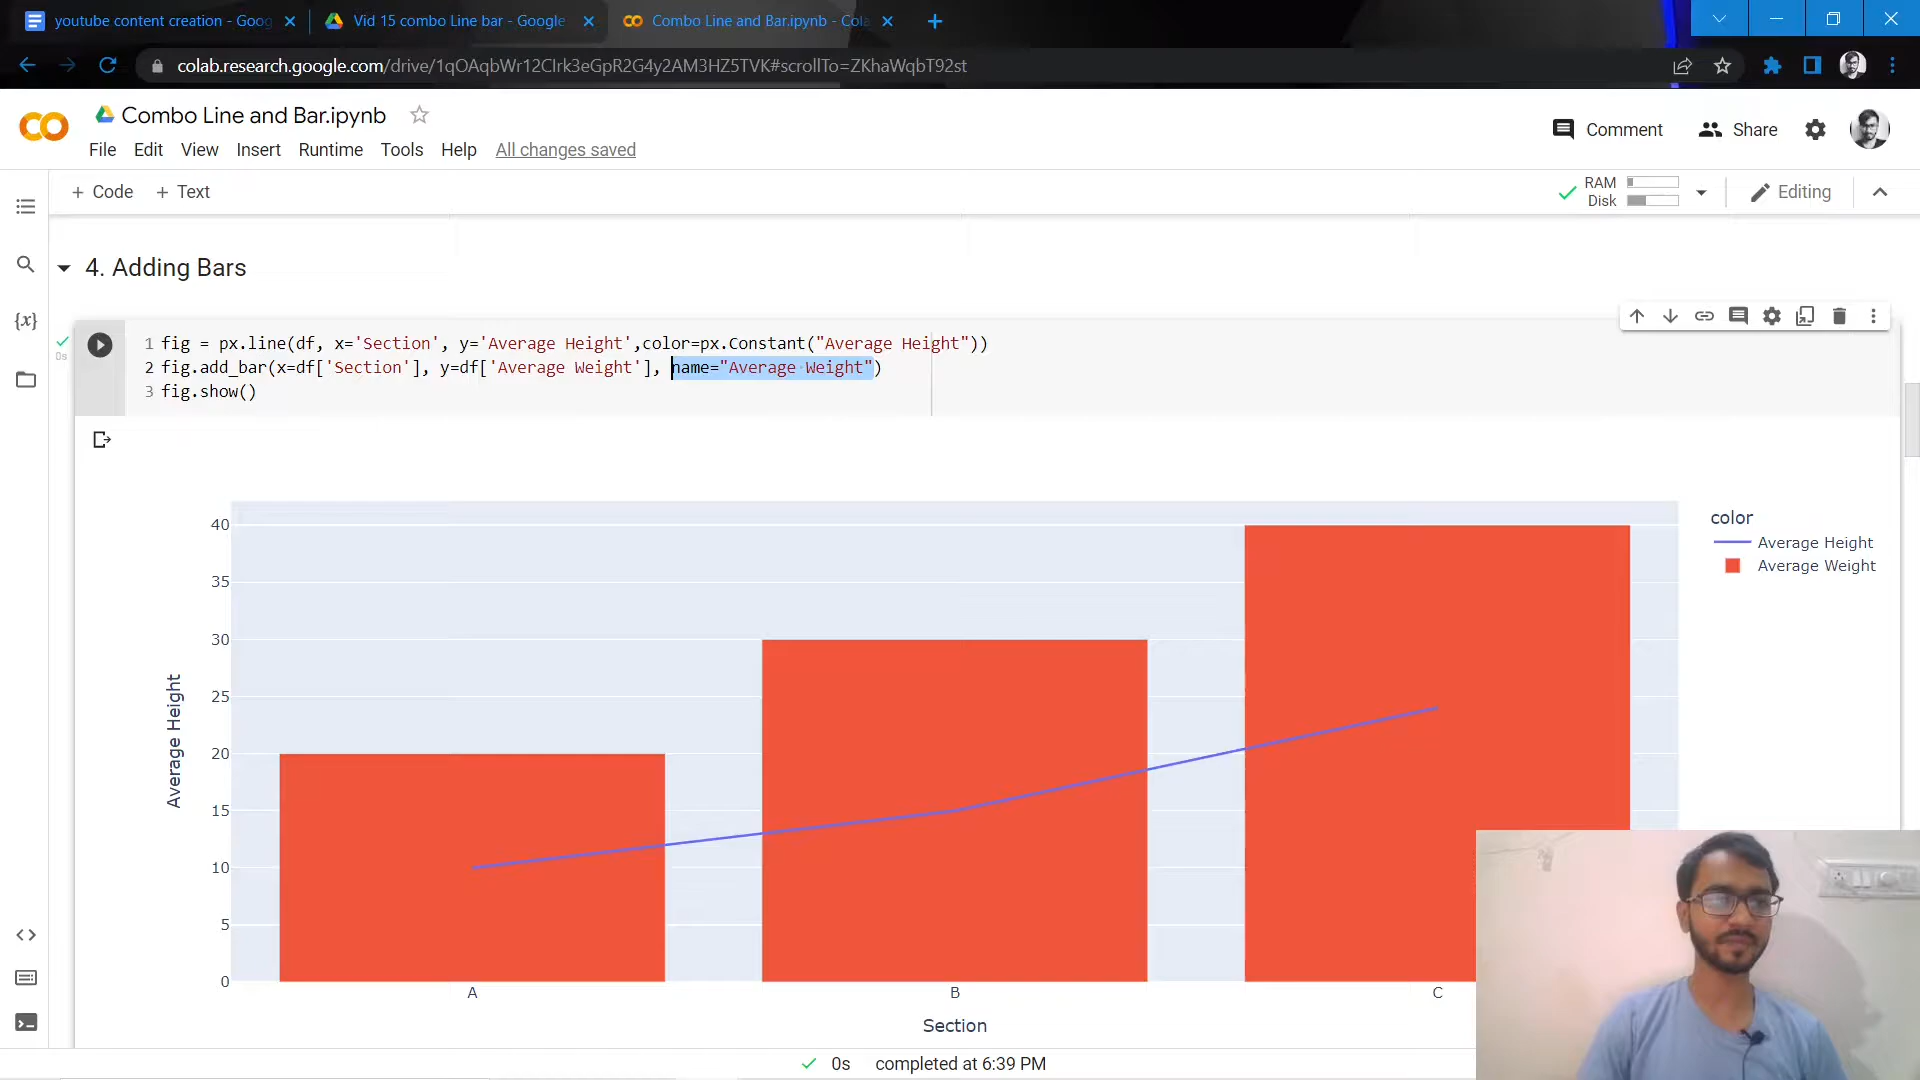 youtube content creation - Goog
Vid 15 combo Line bar - Google
Combo Line and Bar.ipynb - Cola
colab.research.google.com/drive/1qOAqbWr12CIrk3eGpR2G4y2AM3HZ5TVK#scrollTo=ZKhaWqbT92st
Combo Line and Bar.ipynb
Comment
Share
File Edit View Insert Runtime Tools Help All changes saved
+ Code + Text
RAM
Disk
Editing
4. Adding Bars
1 fig = px.line(df, x='Section', y='Average Height',color=px.Constant("Average Height"))
2 fig.add_bar(x=df['Section'], y=df['Average Weight'], name="Average Weight")
3 fig.show()
0s
40
35
30
25
20
15
10
5
0
Average Height
color
Average Height
Average Weight
A B C
Section
0s completed at 6:39 PM